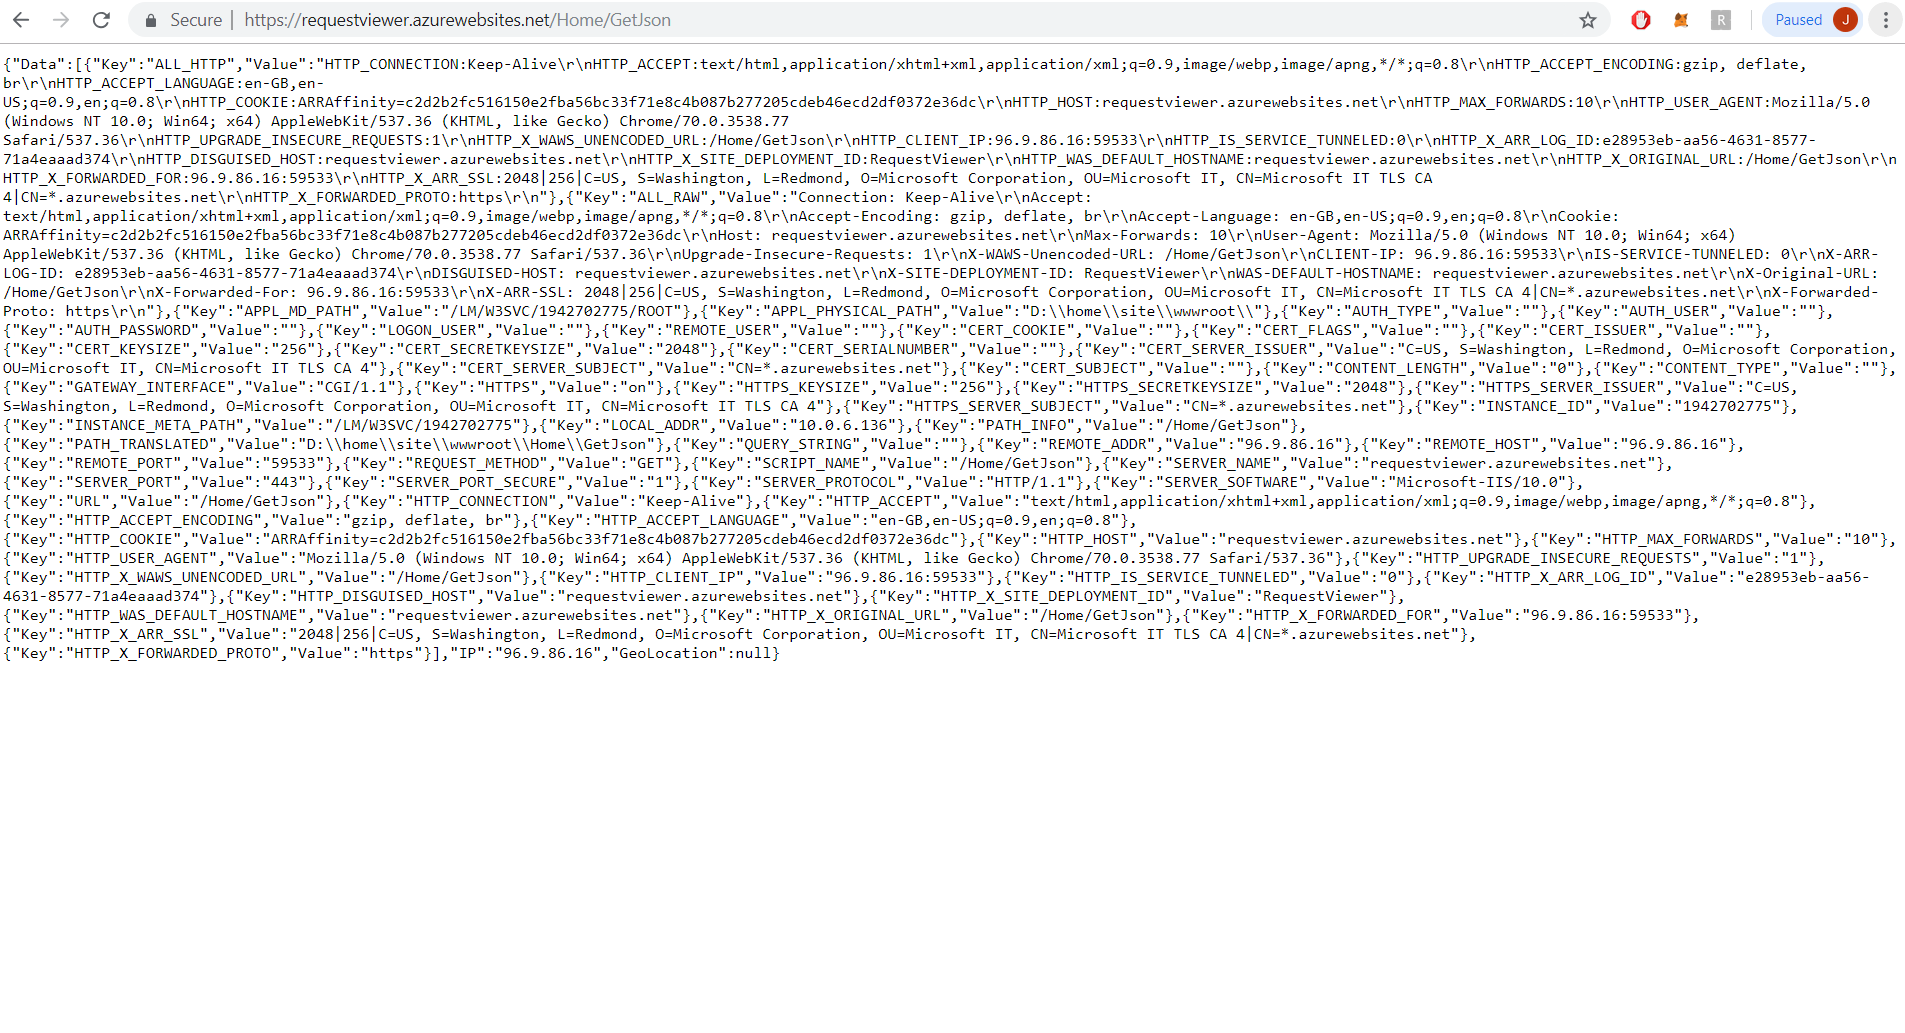 Secure | https://requestviewer.azurewebsites.net/Home/GetJson
R
Paused
J
{"Data":[{"Key":"ALL_HTTP","Value":"HTTP_CONNECTION:Keep-Alive\r\nHTTP_ACCEPT:text/html,application/xhtml+xml,application/xml;q=0.9,image/webp,image/apng,*/*;q=0.8\r\nHTTP_ACCEPT_ENCODING:gzip, deflate,
br\r\nHTTP_ACCEPT_LANGUAGE:en-GB,en-
US;q=0.9,en;q=0.8\r\nHTTP_COOKIE:ARRAffinity=c2d2b2fc516150e2fba56bc33f71e8c4b087b277205cdeb46ecd2df0372e36dc\r\nHTTP_HOST:requestviewer.azurewebsites.net\r\nHTTP_MAX_FORWARDS:10\r\nHTTP_USER_AGENT:Mozilla/5.0
(Windows NT 10.0; Win64; x64) AppleWebKit/537.36 (KHTML, like Gecko) Chrome/70.0.3538.77
Safari/537.36\r\nHTTP_UPGRADE_INSECURE_REQUESTS:1\r\nHTTP_X_WAWS_UNENCODED_URL:/Home/GetJson\r\nHTTP_CLIENT_IP:96.9.86.16:59533\r\nHTTP_IS_SERVICE_TUNNELED:0\r\nHTTP_X_ARR_LOG_ID:e28953eb-aa56-4631-8577-
71a4eaaad374\r\nHTTP_DISGUISED_HOST:requestviewer.azurewebsites.net\r\nHTTP_X_SITE_DEPLOYMENT_ID:RequestViewer\r\nHTTP_WAS_DEFAULT_HOSTNAME:requestviewer.azurewebsites.net\r\nHTTP_X_ORIGINAL_URL:/Home/GetJson\r\n
HTTP_X_FORWARDED_FOR:96.9.86.16:59533\r\nHTTP_X_ARR_SSL:2048|256|C=US, S=Washington, L=Redmond, O=Microsoft Corporation, OU=Microsoft IT, CN=Microsoft IT TLS CA
4|CN=*.azurewebsites.net\r\nHTTP_X_FORWARDED_PROTO:https\r\n"},{"Key":"ALL_RAW","Value":"Connection: Keep-Alive\r\nAccept:
text/html,application/xhtml+xml,application/xml;q=0.9,image/webp,image/apng,*/*;q=0.8\r\nAccept-Encoding: gzip, deflate, br\r\nAccept-Language: en-GB,en-US;q=0.9,en;q=0.8\r\nCookie:
ARRAffinity=c2d2b2fc516150e2fba56bc33f71e8c4b087b277205cdeb46ecd2df0372e36dc\r\nHost: requestviewer.azurewebsites.net\r\nMax-Forwards: 10\r\nUser-Agent: Mozilla/5.0 (Windows NT 10.0; Win64; x64)
AppleWebKit/537.36 (KHTML, like Gecko) Chrome/70.0.3538.77 Safari/537.36\r\nUpgrade-Insecure-Requests: 1\r\nX-WAWS-Unencoded-URL: /Home/GetJson\r\nCLIENT-IP: 96.9.86.16:59533\r\nIS-SERVICE-TUNNELED: 0\r\nX-ARR-
LOG-ID: e28953eb-aa56-4631-8577-71a4eaaad374\r\nDISGUISED-HOST: requestviewer.azurewebsites.net\r\nX-SITE-DEPLOYMENT-ID: RequestViewer\r\nWAS-DEFAULT-HOSTNAME: requestviewer.azurewebsites.net\r\nX-Original-URL:
/Home/GetJson\r\nX-Forwarded-For: 96.9.86.16:59533\r\nX-ARR-SSL: 2048|256|C=US, S=Washington, L=Redmond, O=Microsoft Corporation, OU=Microsoft IT, CN=Microsoft IT TLS CA 4|CN=*.azurewebsites.net\r\nX-Forwarded-
Proto: https\r\n"},{"Key":"APPL_MD_PATH","Value":"/LM/W3SVC/1942702775/ROOT"},{"Key":"APPL_PHYSICAL_PATH","Value":"D:\\home\\site\\wwwroot\\"},{"Key":"AUTH_TYPE","Value":""},{"Key":"AUTH_USER","Value":""},
{"Key":"AUTH_PASSWORD","Value":""},{"Key":"LOGON_USER","Value":""},{"Key":"REMOTE_USER","Value":""},{"Key":"CERT_COOKIE","Value":""},{"Key":"CERT_FLAGS","Value":""},{"Key":"CERT_ISSUER","Value":""},
{"Key":"CERT_KEYSIZE","Value":"256"},{"Key":"CERT_SECRETKEYSIZE","Value":"2048"},{"Key":"CERT_SERIALNUMBER","Value":""},{"Key":"CERT_SERVER_ISSUER","Value":"C=US, S=Washington, L=Redmond, O=Microsoft Corporation,
OU=Microsoft IT, CN=Microsoft IT TLS CA 4"},{"Key":"CERT_SERVER_SUBJECT","Value":"CN=*.azurewebsites.net"},{"Key":"CERT_SUBJECT","Value":""},{"Key":"CONTENT_LENGTH","Value":"0"},{"Key":"CONTENT_TYPE","Value":""},
{"Key":"GATEWAY_INTERFACE","Value":"CGI/1.1"},{"Key":"HTTPS","Value":"on"},{"Key":"HTTPS_KEYSIZE","Value":"256"},{"Key":"HTTPS_SECRETKEYSIZE","Value":"2048"},{"Key":"HTTPS_SERVER_ISSUER","Value":"C=US,
S=Washington, L=Redmond, O=Microsoft Corporation, OU=Microsoft IT, CN=Microsoft IT TLS CA 4"},{"Key":"HTTPS_SERVER_SUBJECT","Value":"CN=*.azurewebsites.net"},{"Key":"INSTANCE_ID","Value":"1942702775"},
{"Key":"INSTANCE_META_PATH","Value":"/LM/W3SVC/1942702775"},{"Key":"LOCAL_ADDR","Value":"10.0.6.136"},{"Key":"PATH_INFO","Value":"/Home/GetJson"},
{"Key":"PATH_TRANSLATED","Value":"D:\\home\\site\\wwwroot\\Home\\GetJson"},{"Key":"QUERY_STRING","Value":""},{"Key":"REMOTE_ADDR","Value":"96.9.86.16"},{"Key":"REMOTE_HOST","Value":"96.9.86.16"},
{"Key":"REMOTE_PORT","Value":"59533"},{"Key":"REQUEST_METHOD","Value":"GET"},{"Key":"SCRIPT_NAME","Value":"/Home/GetJson"},{"Key":"SERVER_NAME","Value":"requestviewer.azurewebsites.net"},
{"Key":"SERVER_PORT","Value":"443"},{"Key":"SERVER_PORT_SECURE","Value":"1"},{"Key":"SERVER_PROTOCOL","Value":"HTTP/1.1"},{"Key":"SERVER_SOFTWARE","Value":"Microsoft-IIS/10.0"},
{"Key":"URL","Value":"/Home/GetJson"},{"Key":"HTTP_CONNECTION","Value":"Keep-Alive"},{"Key":"HTTP_ACCEPT","Value":"text/html,application/xhtml+xml,application/xml;q=0.9,image/webp,image/apng,*/*;q=0.8"},
{"Key":"HTTP_ACCEPT_ENCODING","Value":"gzip, deflate, br"},{"Key":"HTTP_ACCEPT_LANGUAGE","Value":"en-GB,en-US;q=0.9,en;q=0.8"},
{"Key":"HTTP_COOKIE","Value":"ARRAffinity=c2d2b2fc516150e2fba56bc33f71e8c4b087b277205cdeb46ecd2df0372e36dc"},{"Key":"HTTP_HOST","Value":"requestviewer.azurewebsites.net"},{"Key":"HTTP_MAX_FORWARDS","Value":"10"},
{"Key":"HTTP_USER_AGENT","Value":"Mozilla/5.0 (Windows NT 10.0; Win64; x64) AppleWebKit/537.36 (KHTML, like Gecko) Chrome/70.0.3538.77 Safari/537.36"},{"Key":"HTTP_UPGRADE_INSECURE_REQUESTS","Value":"1"},
{"Key":"HTTP_X_WAWS_UNENCODED_URL","Value":"/Home/GetJson"},{"Key":"HTTP_CLIENT_IP","Value":"96.9.86.16:59533"},{"Key":"HTTP_IS_SERVICE_TUNNELED","Value":"0"},{"Key":"HTTP_X_ARR_LOG_ID","Value":"e28953eb-aa56-
4631-8577-71a4eaaad374"},{"Key":"HTTP_DISGUISED_HOST","Value":"requestviewer.azurewebsites.net"},{"Key":"HTTP_X_SITE_DEPLOYMENT_ID","Value":"RequestViewer"},
{"Key":"HTTP_WAS_DEFAULT_HOSTNAME","Value":"requestviewer.azurewebsites.net"},{"Key":"HTTP_X_ORIGINAL_URL","Value":"/Home/GetJson"},{"Key":"HTTP_X_FORWARDED_FOR","Value":"96.9.86.16:59533"},
{"Key":"HTTP_X_ARR_SSL","Value":"2048|256|C=US, S=Washington, L=Redmond, O=Microsoft Corporation, OU=Microsoft IT, CN=Microsoft IT TLS CA 4|CN=*.azurewebsites.net"},
{"Key":"HTTP_X_FORWARDED_PROTO","Value":"https"}],"IP":"96.9.86.16","GeoLocation":null}